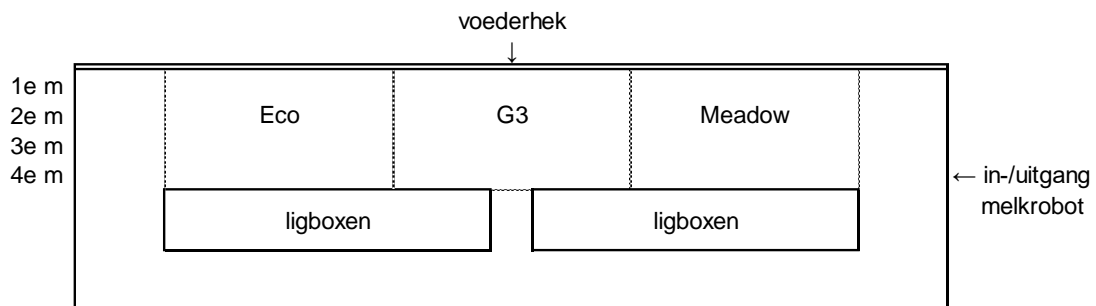 voederhek
↓
1e m
2e m
3e m
4e m
Eco
G3
Meadow
← in-/uitgang
melkrobot
ligboxen
ligboxen